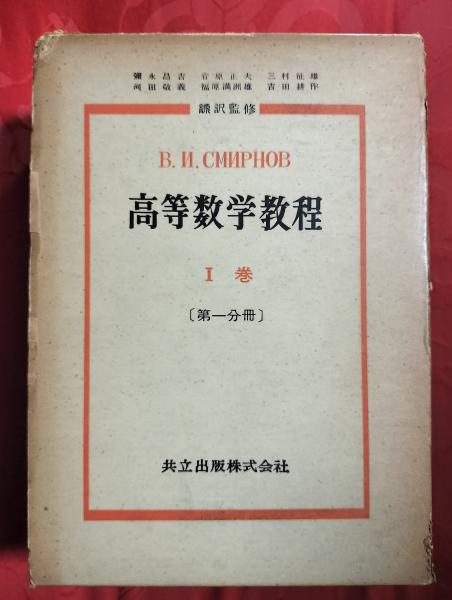 彌永昌吉 菅原正夫 三村征雄
河田敬義 福原満洲雄 吉田耕作
飜訳監修
В. И. СМИРНОВ
高等数学教程
I 巻
〔第一分冊〕
共立出版株式会社